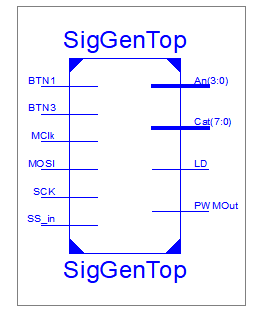 SigGenTop
BTN1 An(3:0)
BTN3 Cat(7:0)
MClk
MOSI LD
SCK
SS_in PWMOut
SigGenTop